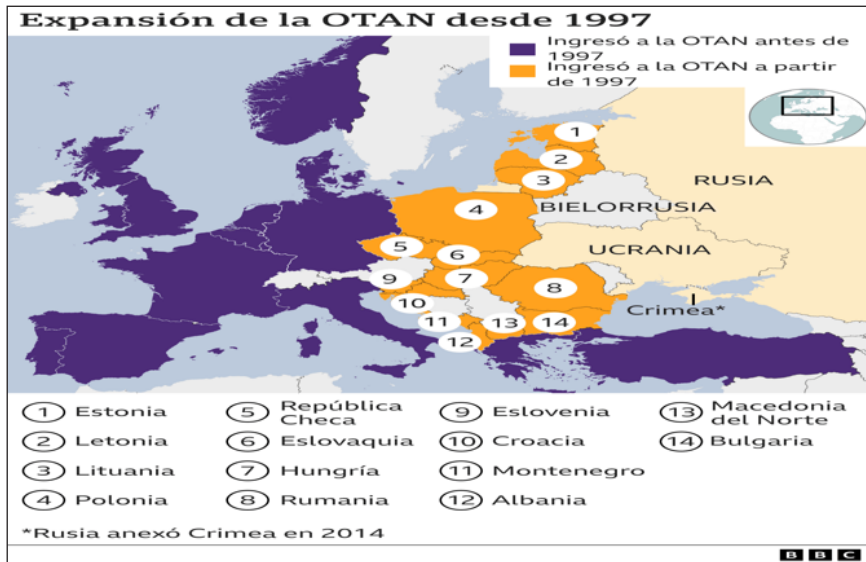 Expansión de la OTAN desde 1997
Ingresó a la OTAN antes de
1997
Ingresó a la OTAN a partir
de 1997
1
2
3
4
5
6
7
8
9
10
11
12
13
14
RUSIA
BIELORRUSIA
UCRANIA
Crimea*
1 Estonia
2 Letonia
3 Lituania
4 Polonia
5 República
Checa
6 Eslovaquia
7 Hungría
8 Rumania
9 Eslovenia
10 Croacia
11 Montenegro
12 Albania
13 Macedonia
del Norte
14 Bulgaria
*Rusia anexó Crimea en 2014
BBC